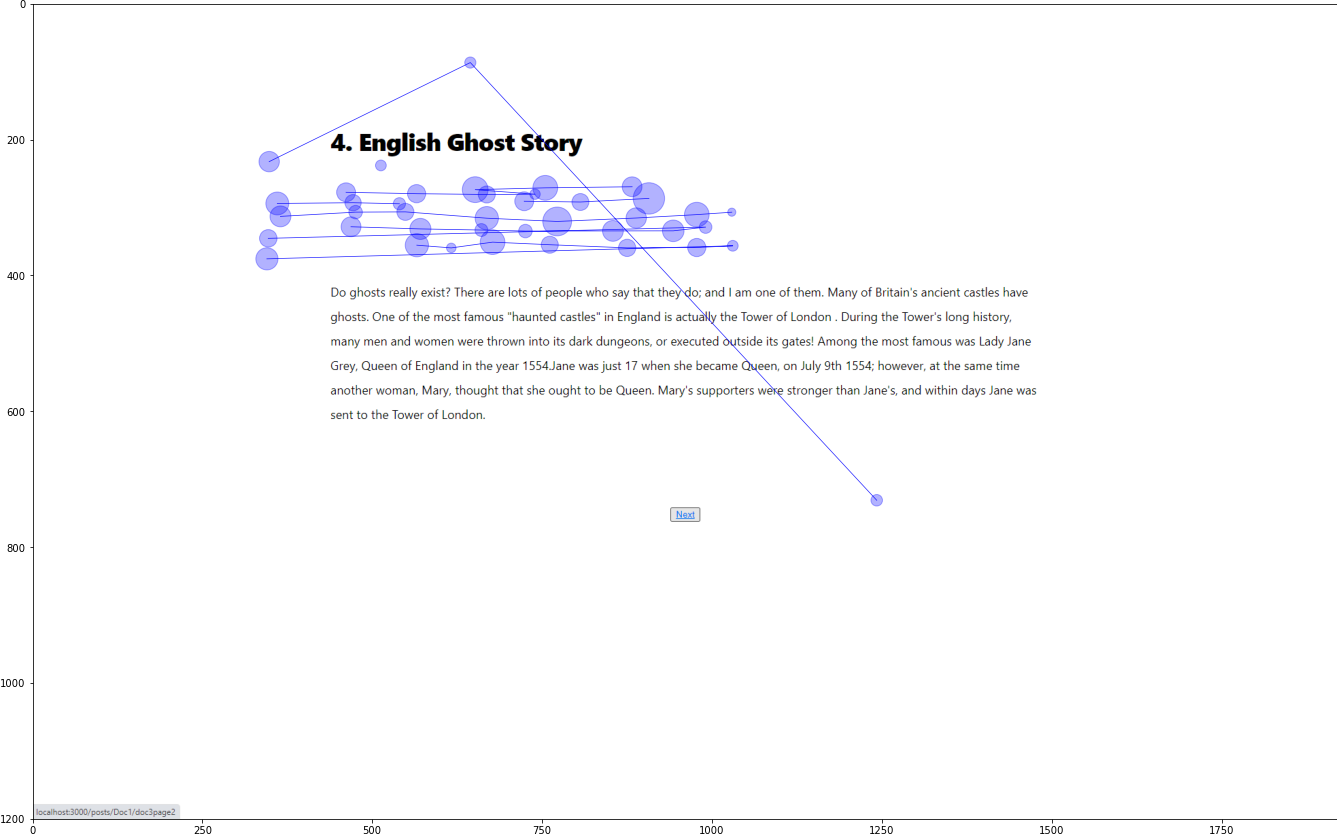 0
200
4. English Ghost Story
400
Do ghosts really exist? There are lots of people who say that they do; and I am one of them. Many of Britain's ancient castles have
ghosts. One of the most famous "haunted castles" in England is actually the Tower of London . During the Tower's long history,
many men and women were thrown into its dark dungeons, or executed outside its gates! Among the most famous was Lady Jane
Grey, Queen of England in the year 1554.Jane was just 17 when she became Queen, on July 9th 1554; however, at the same time
another woman, Mary, thought that she ought to be Queen. Mary's supporters were stronger than Jane's, and within days Jane was
600
sent to the Tower of London.
Next
800
1000
localhost:3000/posts/Doc1/doc3page2
1200
0 250 500 750 1000 1250 1500 1750